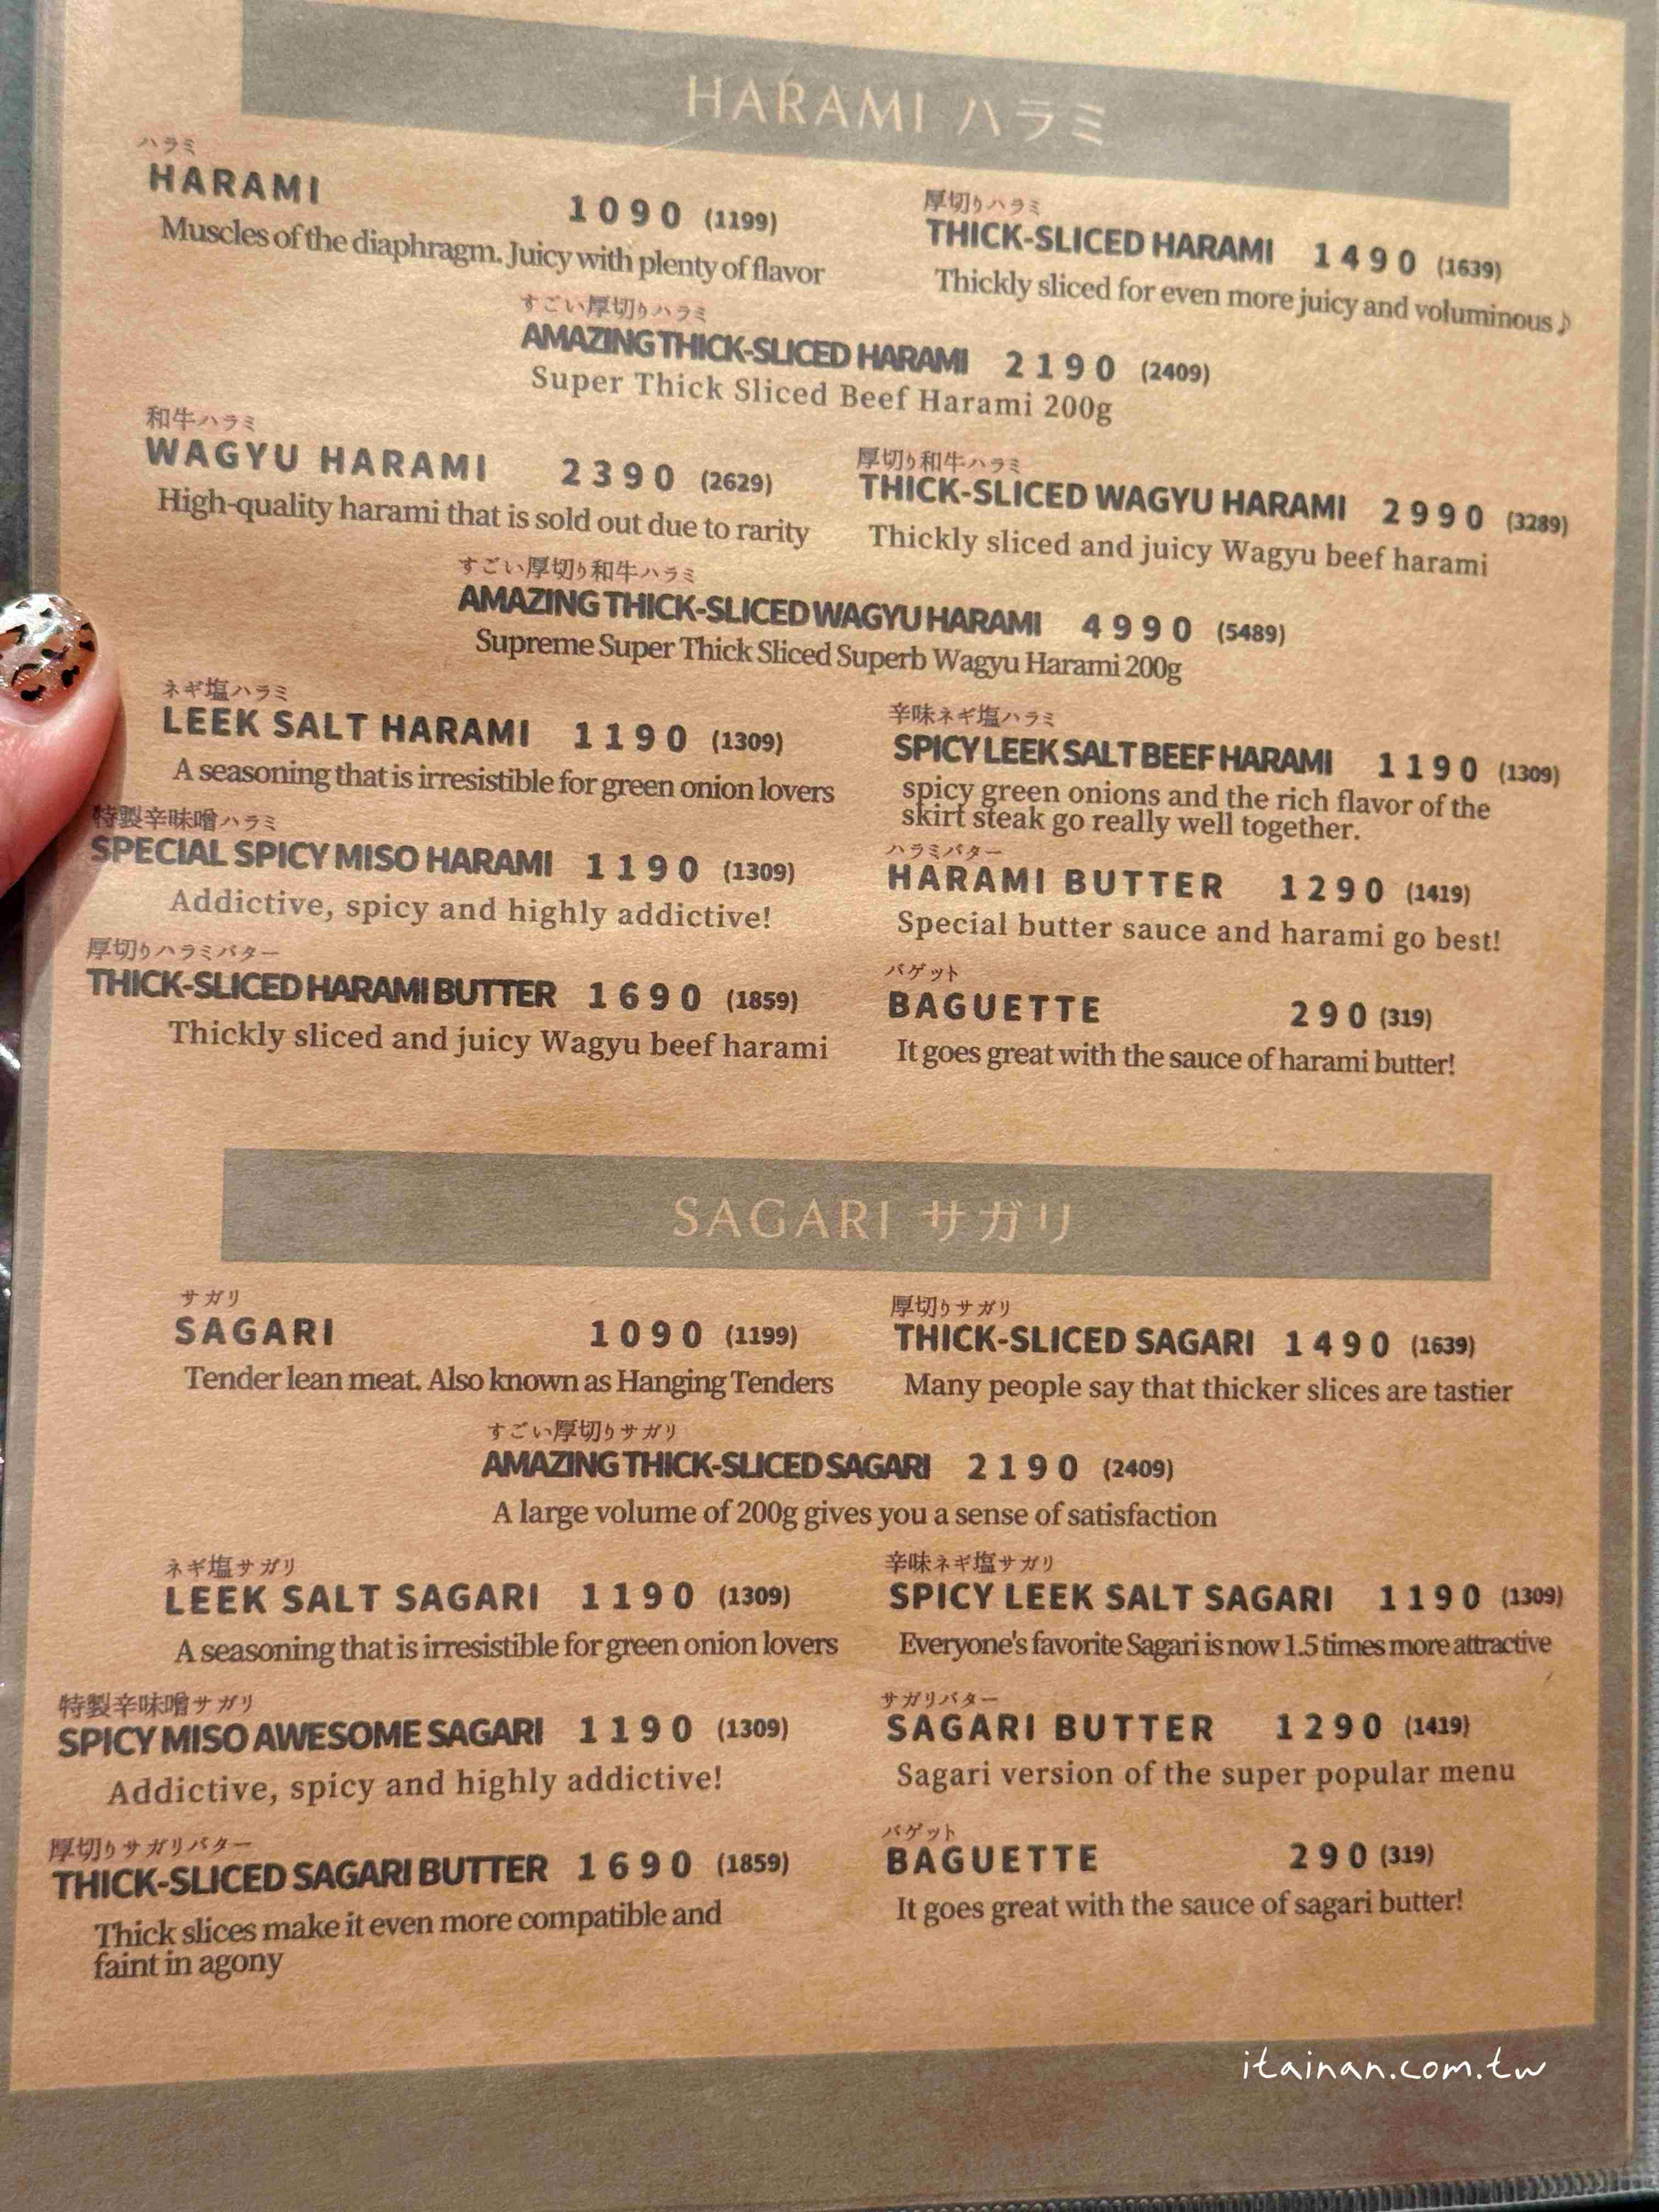 HARAMI ハラミ
ハラミ
HARAMI 1090 (1199)
Muscles of the diaphragm. Juicy with plenty of flavor
厚切りハラミ
THICK-SLICED HARAMI 1490 (1639)
Thickly sliced for even more juicy and voluminous♪
すごい厚切りハラミ
AMAZING THICK-SLICED HARAMI 2190 (2409)
Super Thick Sliced Beef Harami 200g
和牛ハラミ
WAGYU HARAMI 2390 (2629)
High-quality harami that is sold out due to rarity
厚切り和牛ハラミ
THICK-SLICED WAGYU HARAMI 2990 (3289)
Thickly sliced and juicy Wagyu beef harami
すごい厚切り和牛ハラミ
AMAZING THICK-SLICED WAGYU HARAMI 4990 (5489)
Supreme Super Thick Sliced Superb Wagyu Harami 200g
ネギ塩ハラミ
LEEK SALT HARAMI 1190 (1309)
A seasoning that is irresistible for green onion lovers
辛味ネギ塩ハラミ
SPICY LEEK SALT BEEF HARAMI 1190 (1309)
spicy green onions and the rich flavor of the
skirt steak go really well together.
特製辛味噌ハラミ
SPECIAL SPICY MISO HARAMI 1190 (1309)
Addictive, spicy and highly addictive!
ハラミバター
HARAMI BUTTER 1290 (1419)
Special butter sauce and harami go best!
厚切りハラミバター
THICK-SLICED HARAMI BUTTER 1690 (1859)
Thickly sliced and juicy Wagyu beef harami
バゲット
BAGUETTE 290 (319)
It goes great with the sauce of harami butter!
SAGARI サガリ
サガリ
SAGARI 1090 (1199)
Tender lean meat. Also known as Hanging Tenders
厚切りサガリ
THICK-SLICED SAGARI 1490 (1639)
Many people say that thicker slices are tastier
すごい厚切りサガリ
AMAZING THICK-SLICED SAGARI 2190 (2409)
A large volume of 200g gives you a sense of satisfaction
ネギ塩サガリ
LEEK SALT SAGARI 1190 (1309)
A seasoning that is irresistible for green onion lovers
辛味ネギ塩サガリ
SPICY LEEK SALT SAGARI 1190 (1309)
Everyone's favorite Sagari is now 1.5 times more attractive
特製辛味噌サガリ
SPICY MISO AWESOME SAGARI 1190 (1309)
Addictive, spicy and highly addictive!
サガリバター
SAGARI BUTTER 1290 (1419)
Sagari version of the super popular menu
厚切りサガリバター
THICK-SLICED SAGARI BUTTER 1690 (1859)
Thick slices make it even more compatible and
faint in agony
バゲット
BAGUETTE 290 (319)
It goes great with the sauce of sagari butter!
itainan.com.tw